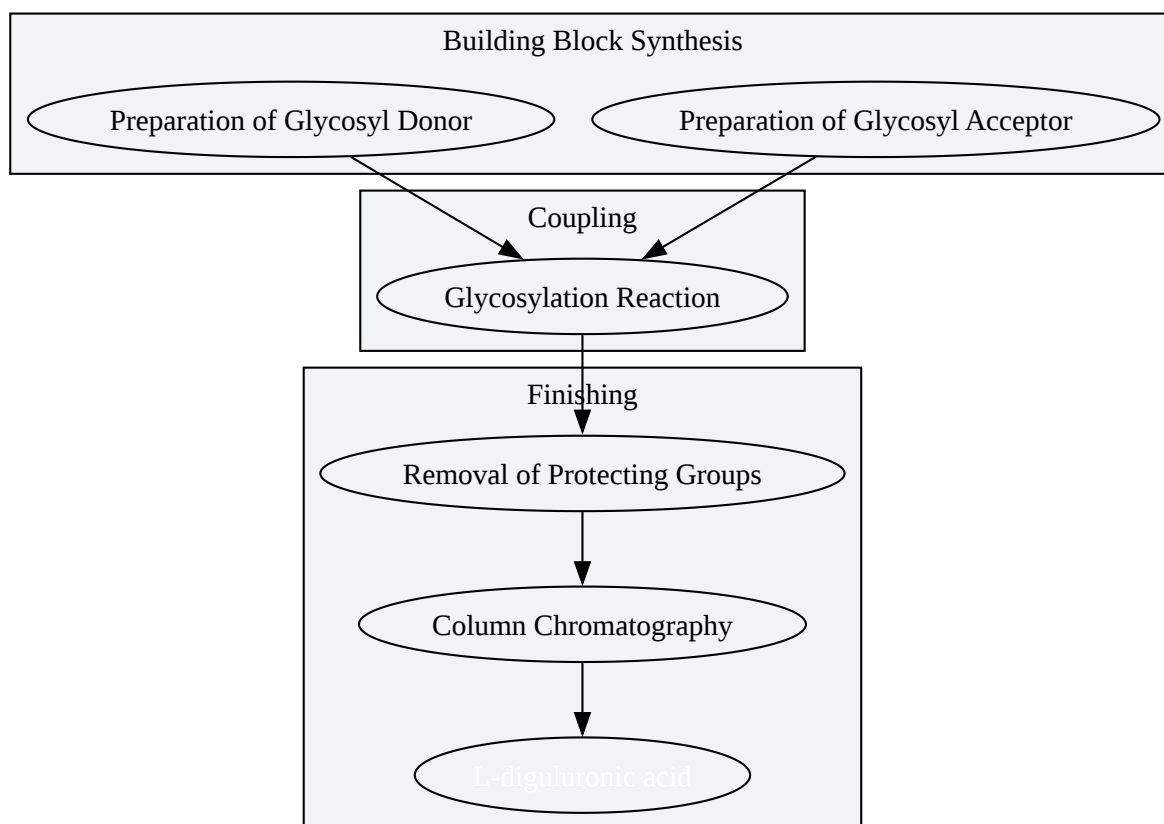 Building Block Synthesis
Preparation of Glycosyl Donor
Preparation of Glycosyl Acceptor
Coupling
Glycosylation Reaction
Finishing
Removal of Protecting Groups
Column Chromatography
L-diguluronic acid